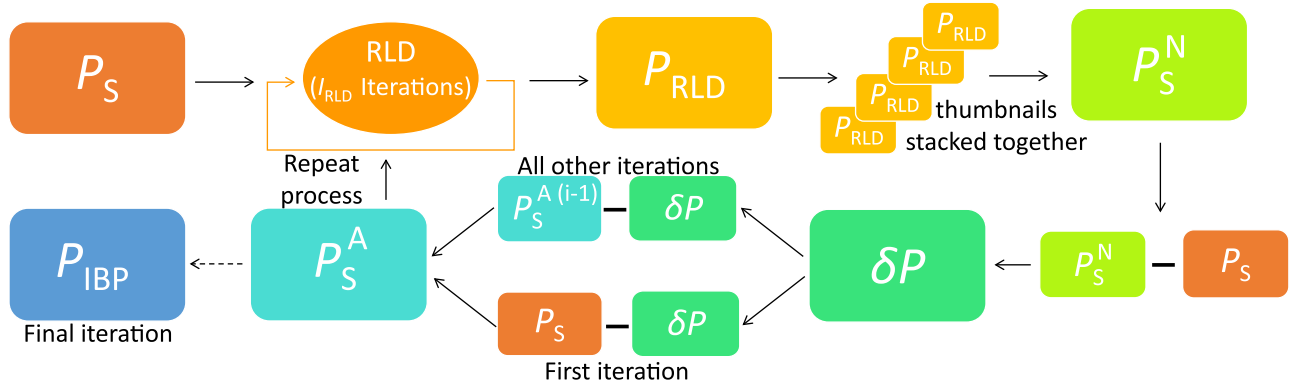 P_S
RLD
(I_RLD Iterations)
P_RLD
P_RLD
P_RLD
P_RLD
P_RLD
thumbnails
stacked together
P_S^N
Repeat
process
All other iterations
P_S^A (i-1)
δP
P_IBP
Final iteration
P_S^A
δP
P_S^N
P_S
P_S
δP
First iteration